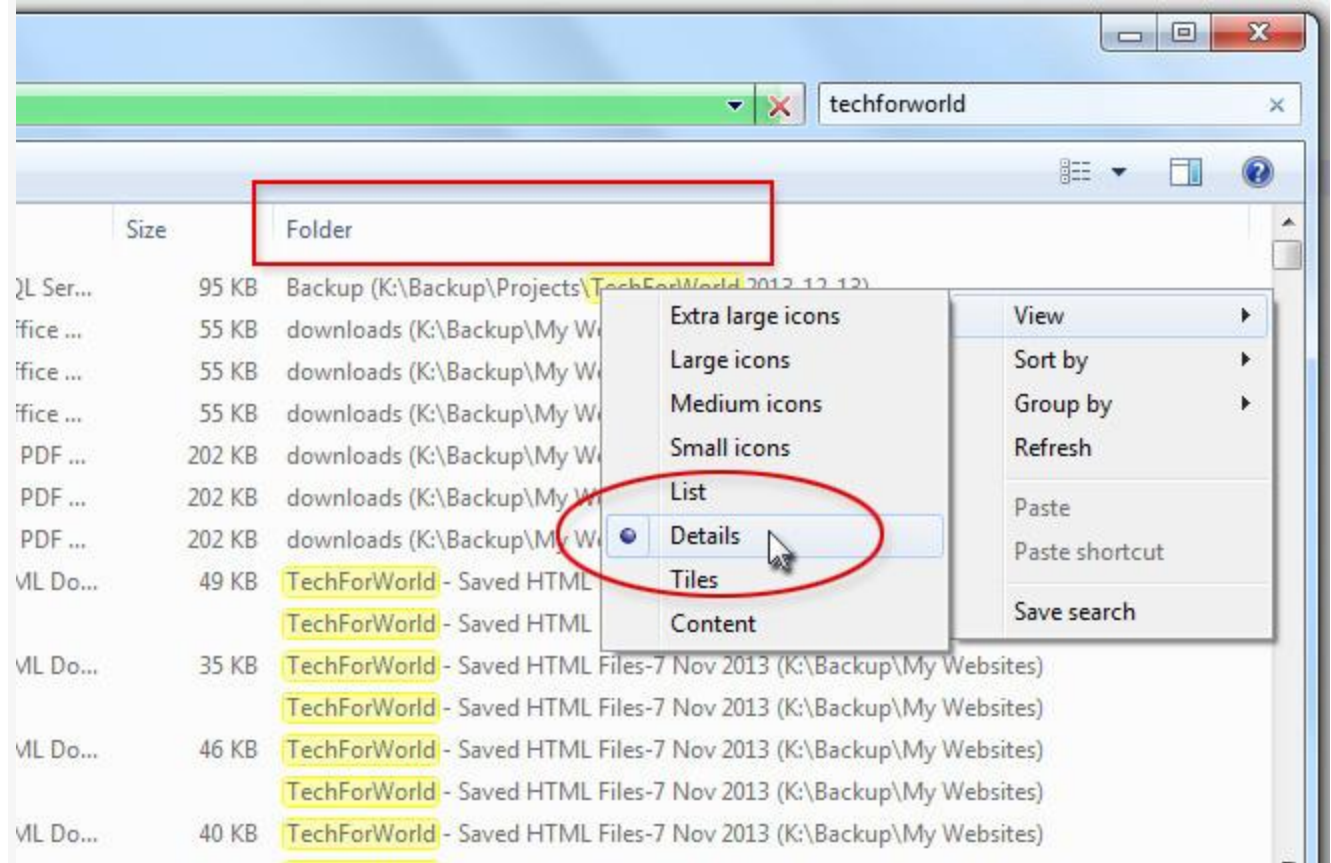 techforworld
Size Folder
QL Ser... 95 KB Backup (K:\Backup\Projects\TechForWorld 2013-12-13)
ffice ... 55 KB downloads (K:\Backup\My
ffice ... 55 KB downloads (K:\Backup\My
ffice ... 55 KB downloads (K:\Backup\My
PDF ... 202 KB downloads (K:\Backup\My
PDF ... 202 KB downloads (K:\Backup\My
PDF ... 202 KB downloads (K:\Backup\My
ML Do... 49 KB TechForWorld - Saved HTML
TechForWorld - Saved HTML
ML Do... 35 KB TechForWorld - Saved HTML Files-7 Nov 2013 (K:\Backup\My Websites)
TechForWorld - Saved HTML Files-7 Nov 2013 (K:\Backup\My Websites)
ML Do... 46 KB TechForWorld - Saved HTML Files-7 Nov 2013 (K:\Backup\My Websites)
TechForWorld - Saved HTML Files-7 Nov 2013 (K:\Backup\My Websites)
ML Do... 40 KB TechForWorld - Saved HTML Files-7 Nov 2013 (K:\Backup\My Websites)
Extra large icons
Large icons
Medium icons
Small icons
List
Details
Tiles
Content
View
Sort by
Group by
Refresh
Paste
Paste shortcut
Save search